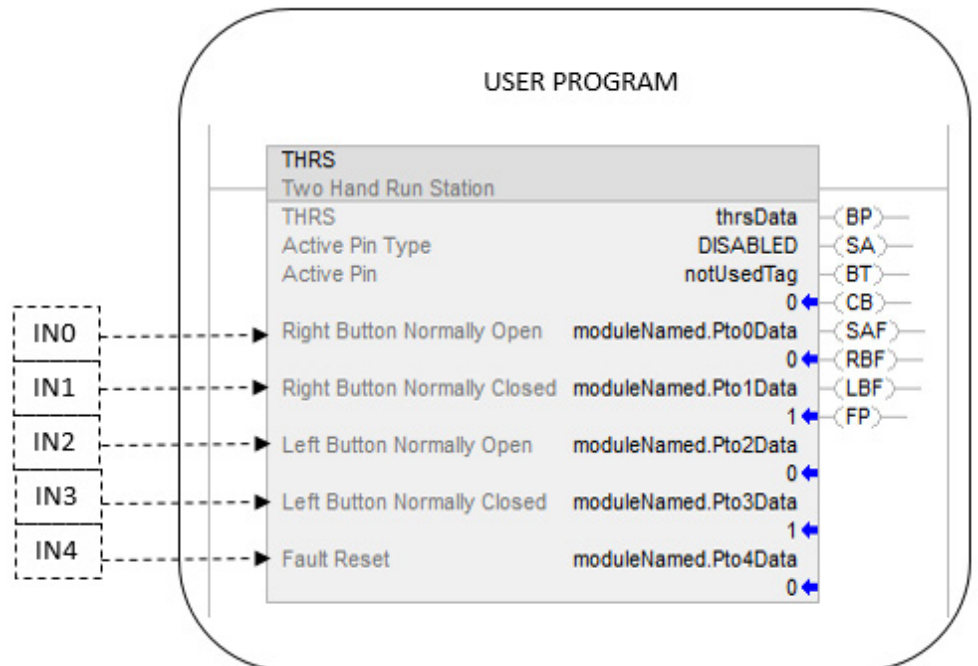 USER PROGRAM
THRS
Two Hand Run Station
THRS thrsData (BP)
Active Pin Type DISABLED (SA)
Active Pin notUsedTag (BT)
0 (CB)
IN0 Right Button Normally Open moduleNamed.Pto0Data (SAF)
0 (RBF)
IN1 Right Button Normally Closed moduleNamed.Pto1Data (LBF)
1 (FP)
IN2 Left Button Normally Open moduleNamed.Pto2Data
0
IN3 Left Button Normally Closed moduleNamed.Pto3Data
1
IN4 Fault Reset moduleNamed.Pto4Data
0